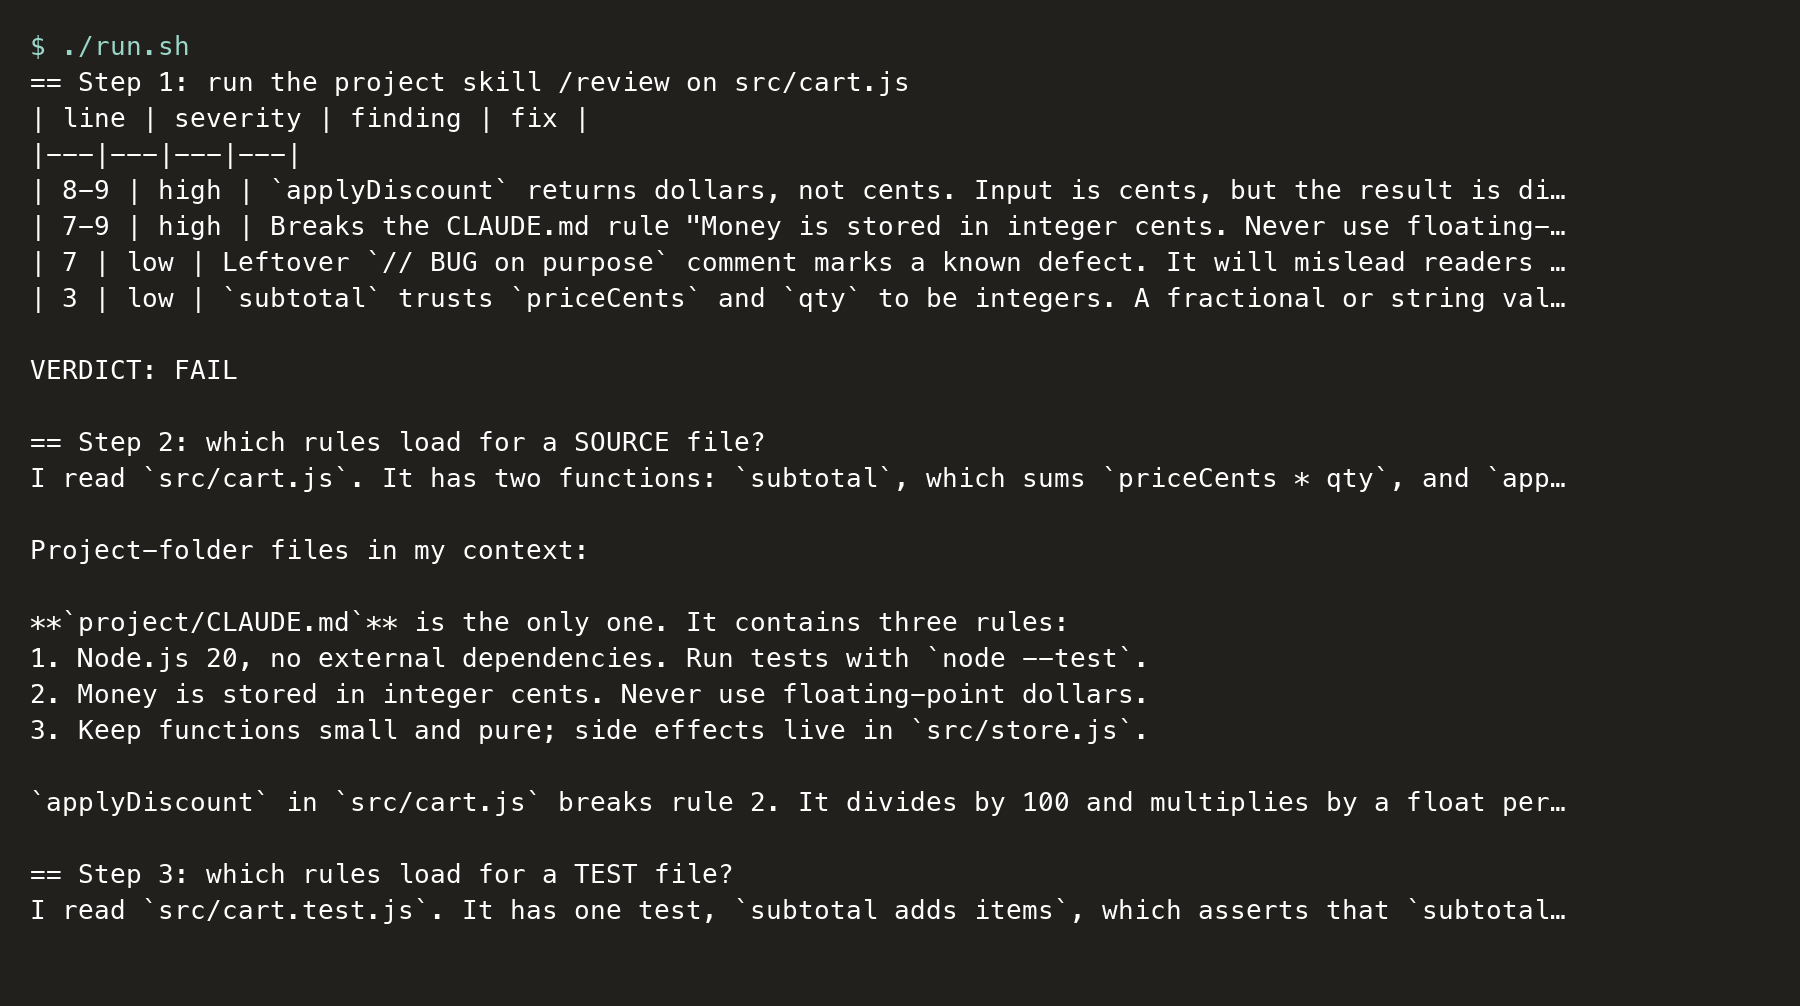 $ ./run.sh
== Step 1: run the project skill /review on src/cart.js
| line | severity | finding | fix |
|---|---|---|---|
| 8-9 | high | `applyDiscount` returns dollars, not cents. Input is cents, but the result is di…
| 7-9 | high | Breaks the CLAUDE.md rule "Money is stored in integer cents. Never use floating-…
| 7 | low | Leftover `// BUG on purpose` comment marks a known defect. It will mislead readers …
| 3 | low | `subtotal` trusts `priceCents` and `qty` to be integers. A fractional or string val…
VERDICT: FAIL
== Step 2: which rules load for a SOURCE file?
I read `src/cart.js`. It has two functions: `subtotal`, which sums `priceCents * qty`, and `app…
Project-folder files in my context:
**`project/CLAUDE.md`** is the only one. It contains three rules:
1. Node.js 20, no external dependencies. Run tests with `node --test`.
2. Money is stored in integer cents. Never use floating-point dollars.
3. Keep functions small and pure; side effects live in `src/store.js`.
`applyDiscount` in `src/cart.js` breaks rule 2. It divides by 100 and multiplies by a float per…
== Step 3: which rules load for a TEST file?
I read `src/cart.test.js`. It has one test, `subtotal adds items`, which asserts that `subtotal…